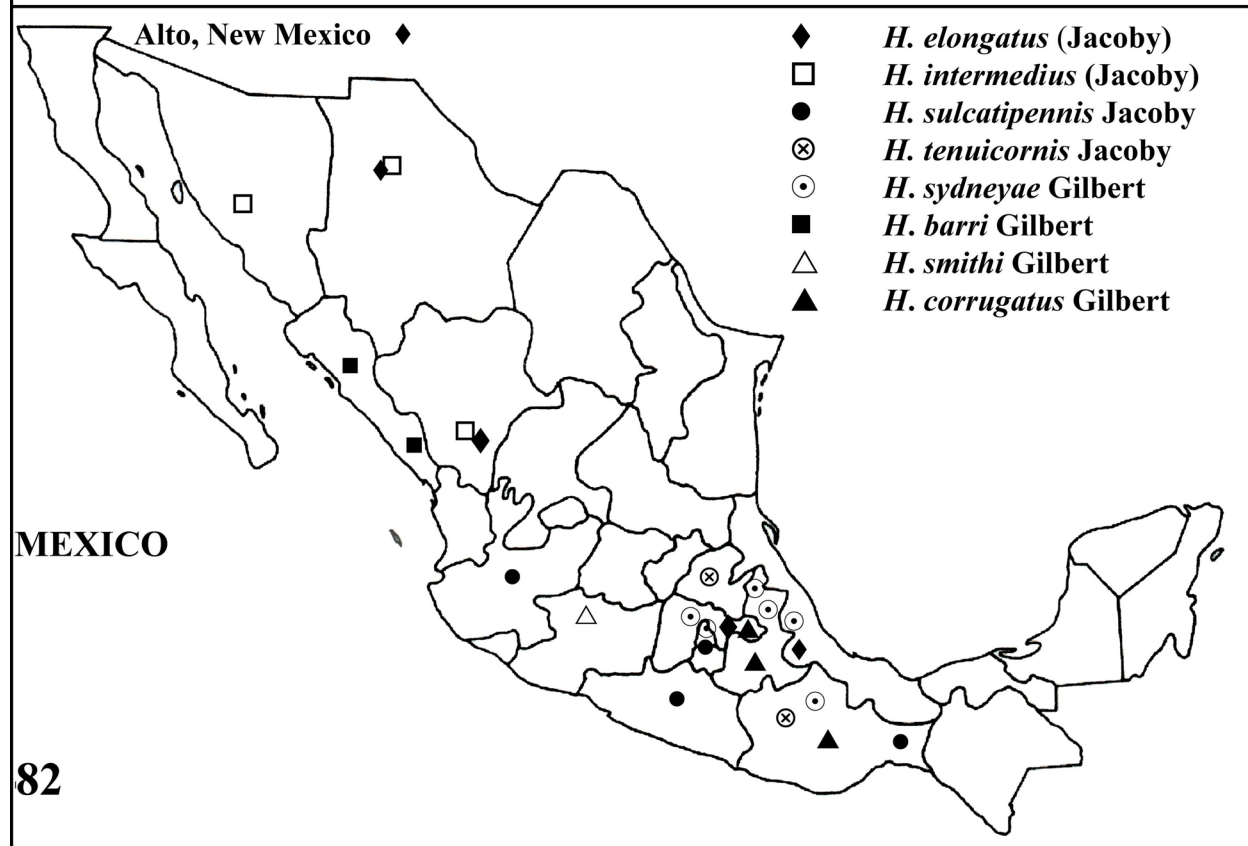 Alto, New Mexico
H. elongatus (Jacoby)
H. intermedius (Jacoby)
H. sulcatipennis Jacoby
H. tenuicornis Jacoby
H. sydneyae Gilbert
H. barri Gilbert
H. smithi Gilbert
H. corrugatus Gilbert
MEXICO
82